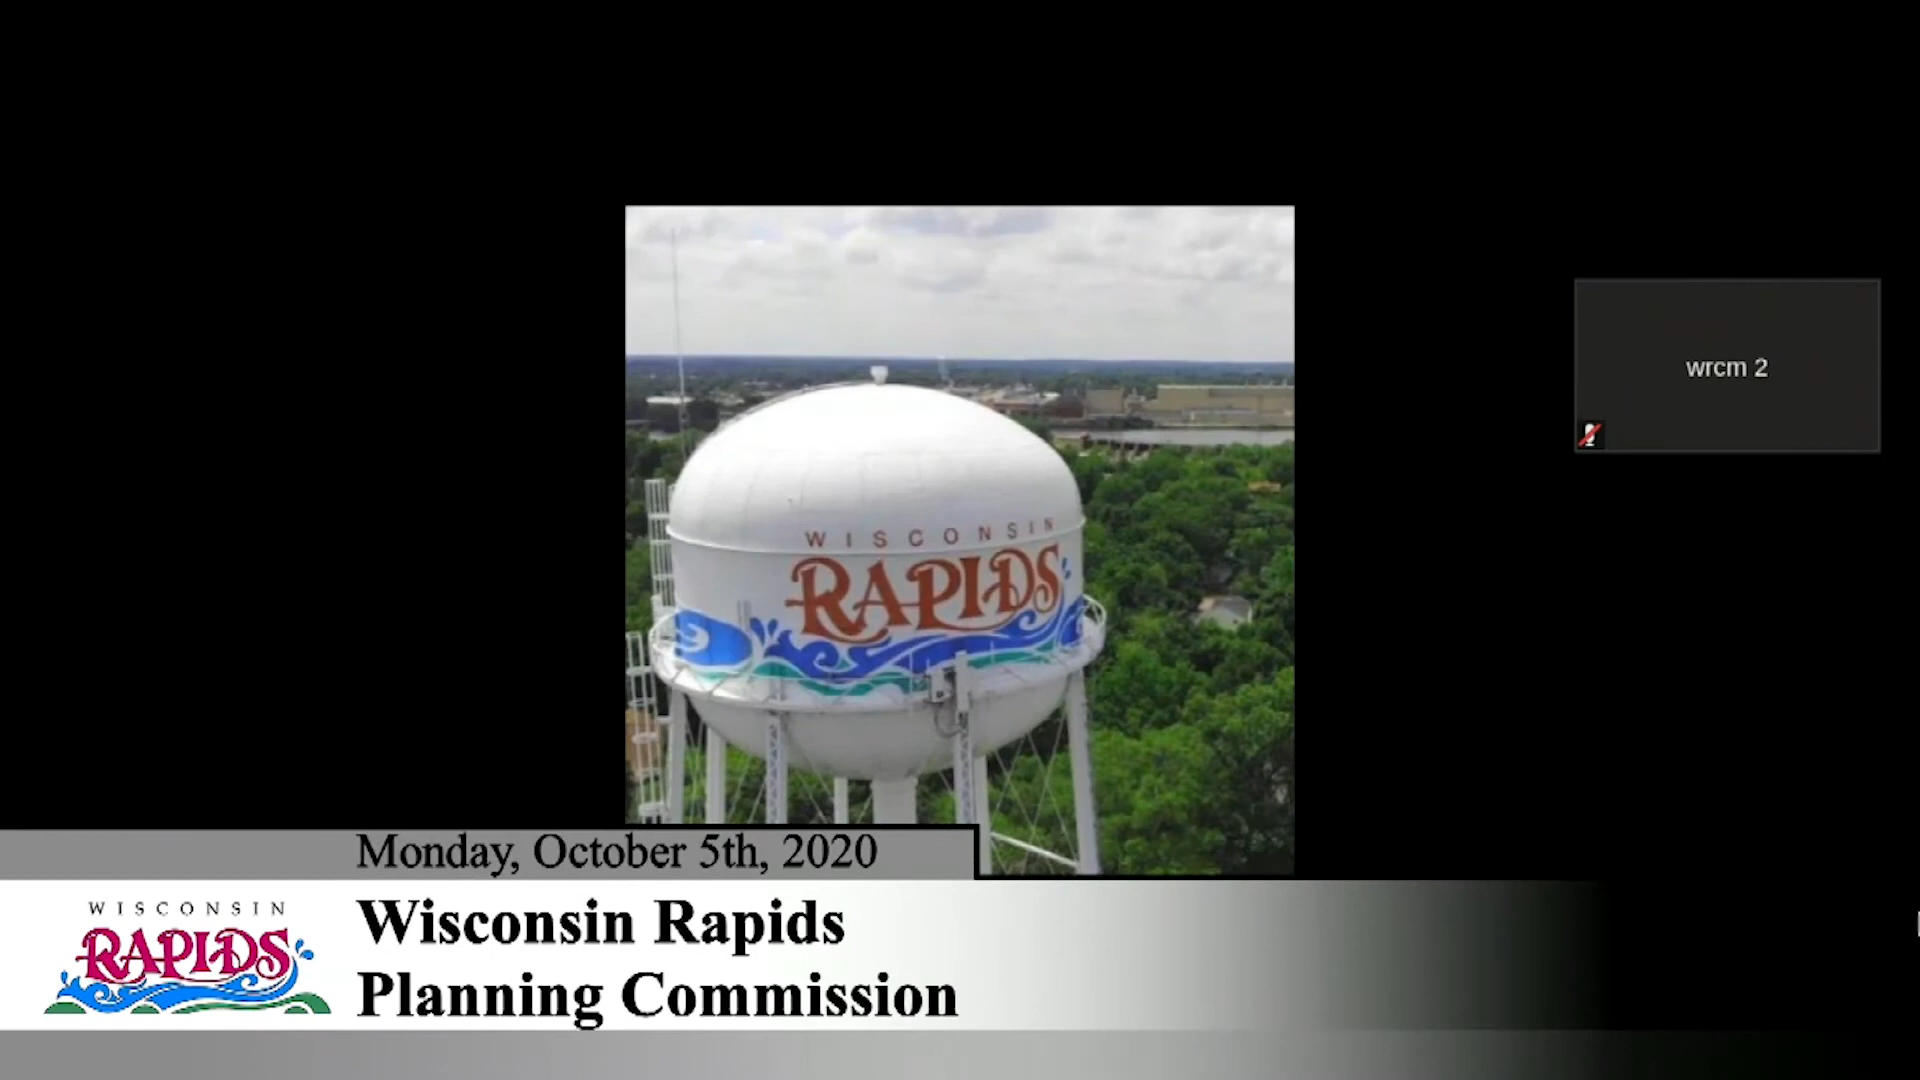 WISCONSIN
RAPIDS
wrcm 2
Monday, October 5th, 2020
WISCONSIN
RAPIDS
Wisconsin Rapids
Planning Commission